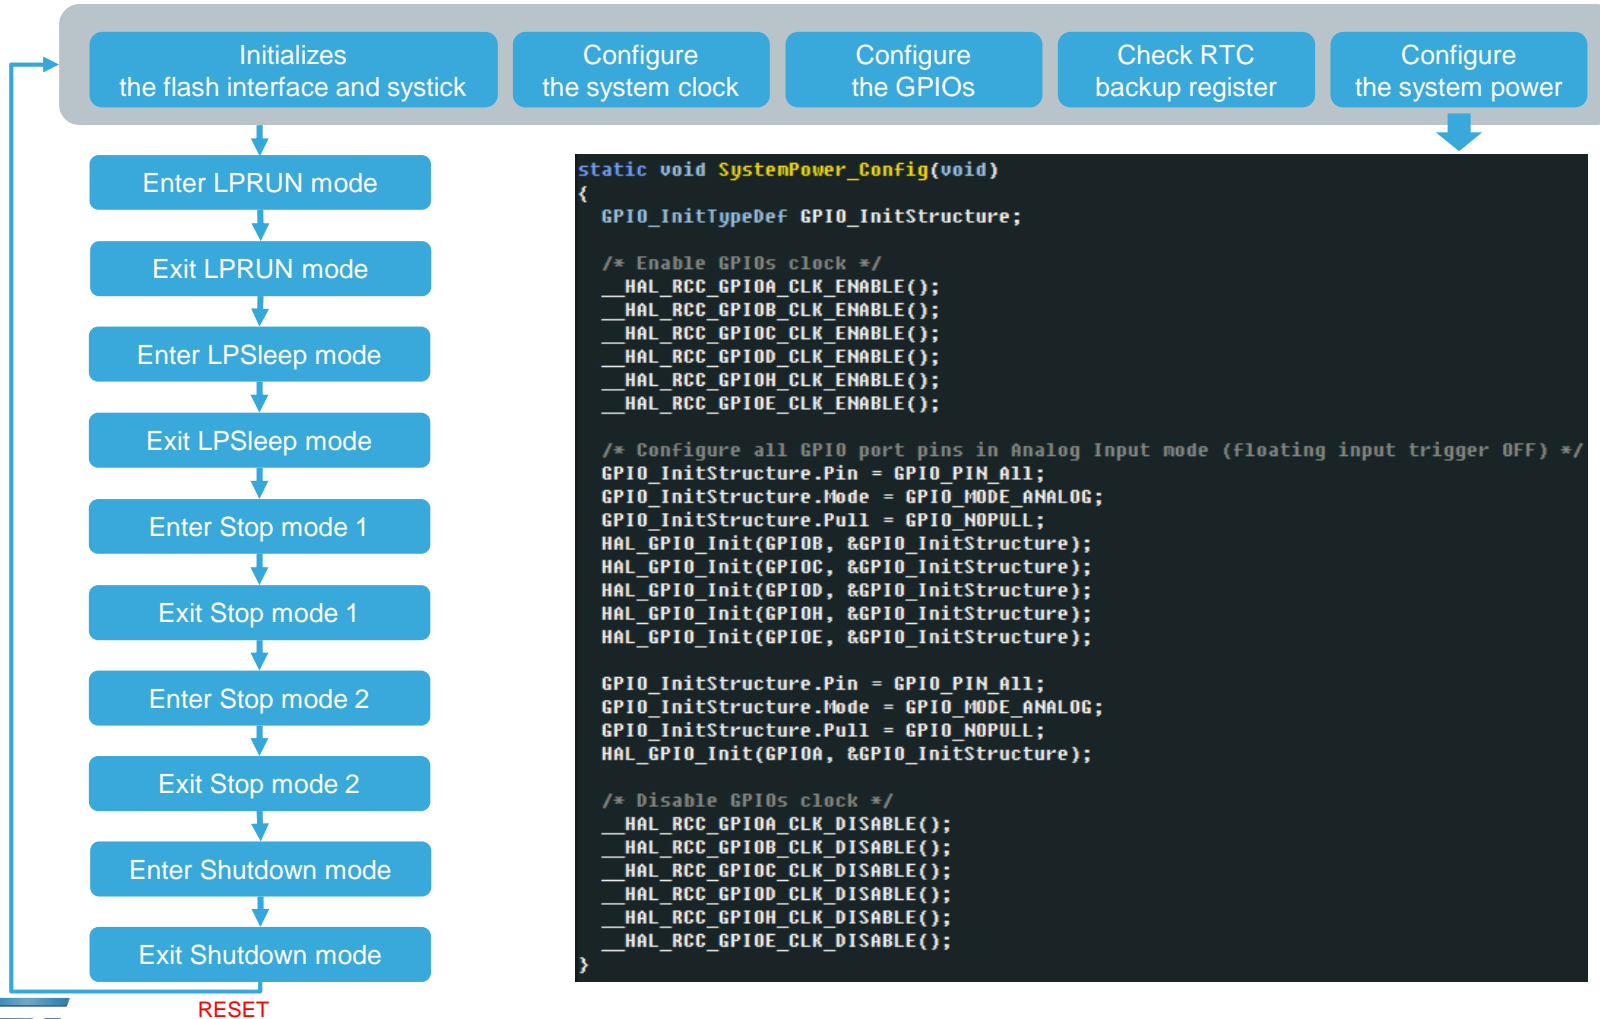 Initializes
the flash interface and systick
Configure
the system clock
Configure
the GPIOs
Check RTC
backup register
Configure
the system power
Enter LPRUN mode
Exit LPRUN mode
Enter LPSleep mode
Exit LPSleep mode
Enter Stop mode 1
Exit Stop mode 1
Enter Stop mode 2
Exit Stop mode 2
Enter Shutdown mode
Exit Shutdown mode
RESET
static void SystemPower_Config(void)
{
  GPIO_InitTypeDef GPIO_InitStructure;

  /* Enable GPIOs clock */
  __HAL_RCC_GPIOA_CLK_ENABLE();
  __HAL_RCC_GPIOB_CLK_ENABLE();
  __HAL_RCC_GPIOC_CLK_ENABLE();
  __HAL_RCC_GPIOD_CLK_ENABLE();
  __HAL_RCC_GPIOH_CLK_ENABLE();
  __HAL_RCC_GPIOE_CLK_ENABLE();

  /* Configure all GPIO port pins in Analog Input mode (floating input trigger OFF) */
  GPIO_InitStructure.Pin = GPIO_PIN_All;
  GPIO_InitStructure.Mode = GPIO_MODE_ANALOG;
  GPIO_InitStructure.Pull = GPIO_NOPULL;
  HAL_GPIO_Init(GPIOB, &GPIO_InitStructure);
  HAL_GPIO_Init(GPIOC, &GPIO_InitStructure);
  HAL_GPIO_Init(GPIOD, &GPIO_InitStructure);
  HAL_GPIO_Init(GPIOH, &GPIO_InitStructure);
  HAL_GPIO_Init(GPIOE, &GPIO_InitStructure);

  GPIO_InitStructure.Pin = GPIO_PIN_All;
  GPIO_InitStructure.Mode = GPIO_MODE_ANALOG;
  GPIO_InitStructure.Pull = GPIO_NOPULL;
  HAL_GPIO_Init(GPIOA, &GPIO_InitStructure);

  /* Disable GPIOs clock */
  __HAL_RCC_GPIOA_CLK_DISABLE();
  __HAL_RCC_GPIOB_CLK_DISABLE();
  __HAL_RCC_GPIOC_CLK_DISABLE();
  __HAL_RCC_GPIOD_CLK_DISABLE();
  __HAL_RCC_GPIOH_CLK_DISABLE();
  __HAL_RCC_GPIOE_CLK_DISABLE();
}